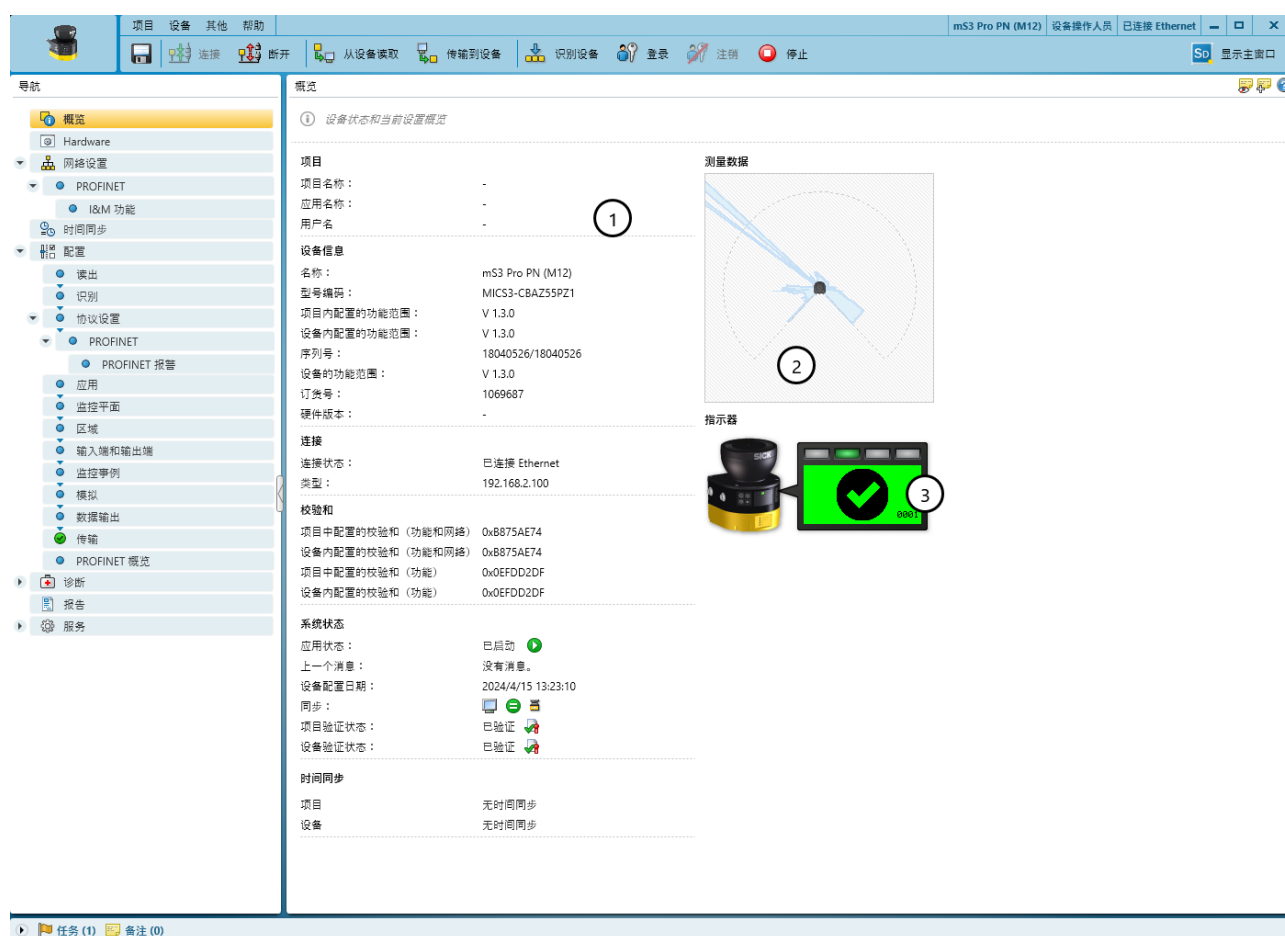 项目 设备 其他 帮助
mS3 Pro PN (M12) 设备操作人员 已连接 Ethernet
连接 断开 从设备读取 传输到设备 识别设备 登录 注销 停止 SD 显示主窗口
导航
概览
Hardware
网络设置
PROFINET
I&M 功能
时间同步
配置
读出
识别
协议设置
PROFINET
PROFINET 报警
应用
监控平面
区域
输入端和输出端
监控事例
模拟
数据输出
传输
PROFINET 概览
诊断
报告
服务
概览
设备状态和当前设置概览
项目
项目名称： -
应用名称： -
用户名 -
1
设备信息
名称： mS3 Pro PN (M12)
型号编码： MICS3-CBAZ55PZ1
项目内配置的功能范围： V 1.3.0
设备内配置的功能范围： V 1.3.0
序列号： 18040526/18040526
设备的功能范围： V 1.3.0
订货号： 1069687
硬件版本： -
连接
连接状态： 已连接 Ethernet
类型： 192.168.2.100
校验和
项目中配置的校验和（功能和网络） 0xB875AE74
设备内配置的校验和（功能和网络） 0xB875AE74
项目中配置的校验和（功能） 0x0EFDD2DF
设备内配置的校验和（功能） 0x0EFDD2DF
系统状态
应用状态： 已启动
上一个消息： 没有消息。
设备配置日期： 2024/4/15 13:23:10
同步：
项目验证状态： 已验证
设备验证状态： 已验证
时间同步
项目 无时间同步
设备 无时间同步
测量数据
2
指示器
SICK
3
0001
任务 (1) 备注 (0)